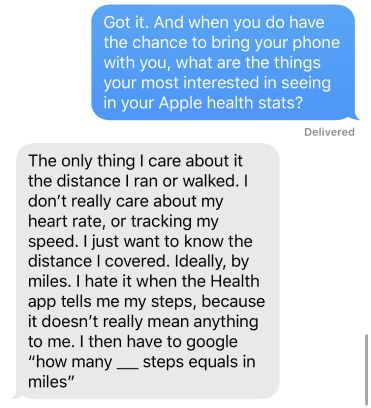 Got it. And when you do have
the chance to bring your phone
with you, what are the things
your most interested in seeing
in your Apple health stats?
Delivered
The only thing I care about it
the distance I ran or walked. I
don’t really care about my
heart rate, or tracking my
speed. I just want to know the
distance I covered. Ideally, by
miles. I hate it when the Health
app tells me my steps, because
it doesn’t really mean anything
to me. I then have to google
“how many ___ steps equals in
miles”